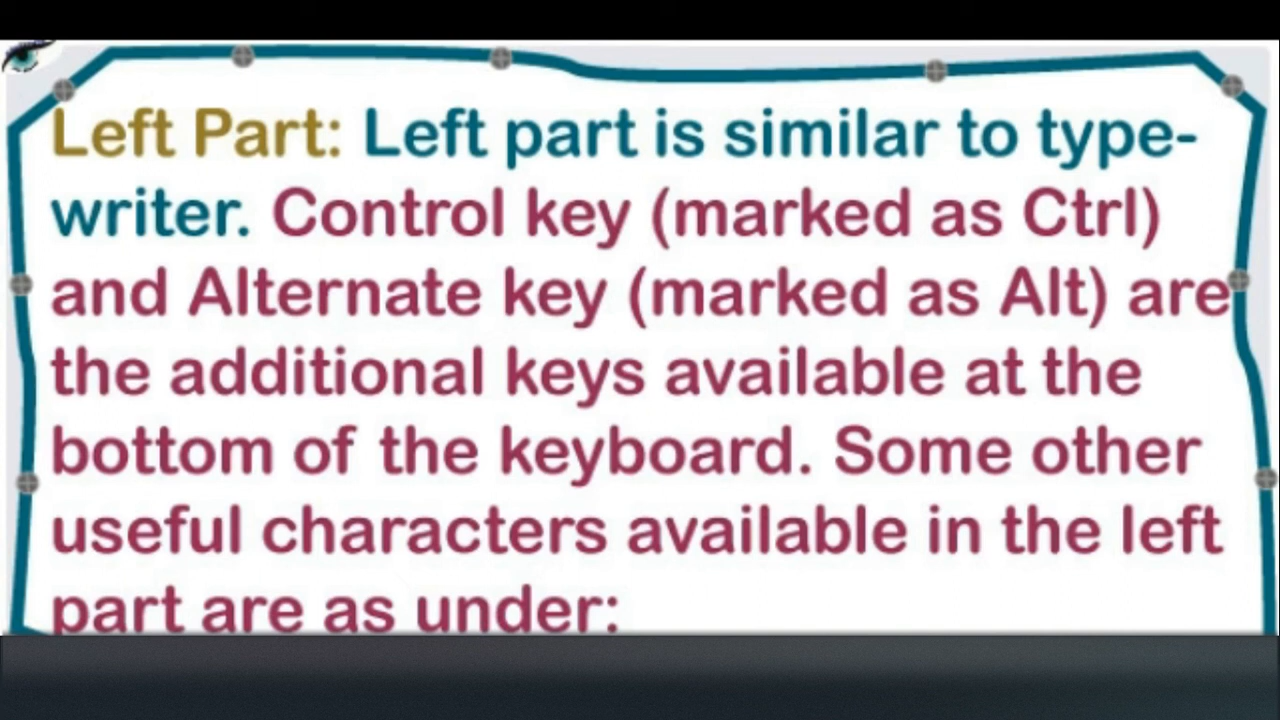 Left Part: Left part is similar to type-
writer. Control key (marked as Ctrl)
and Alternate key (marked as Alt) are
the additional keys available at the
bottom of the keyboard. Some other
useful characters available in the left
part are as under: